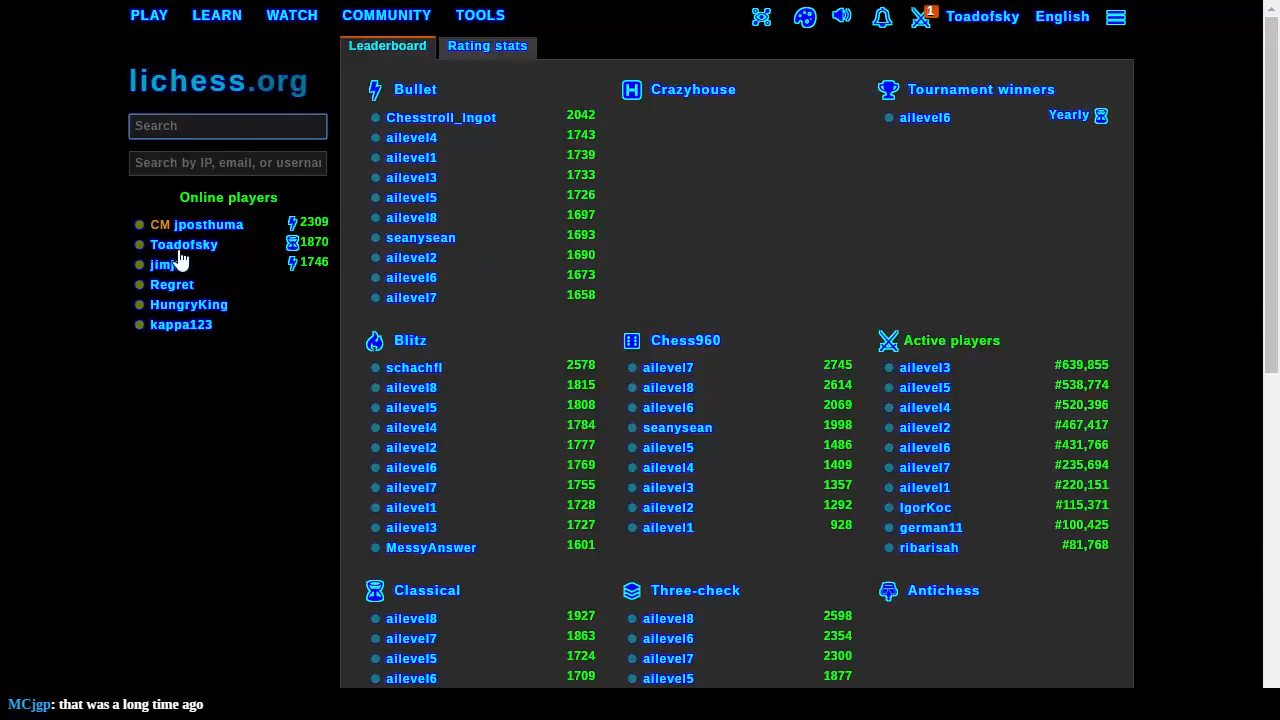 PLAY LEARN WATCH COMMUNITY TOOLS 1 Toadofsky English
Leaderboard Rating stats
lichess.org
Search
Search by IP, email, or userna
Online players
CM jposthuma 2309
Toadofsky 1870
jimj 1746
Regret
HungryKing
kappa123
Bullet
Chesstroll_Ingot 2042
ailevel4 1743
ailevel1 1739
ailevel3 1733
ailevel5 1726
ailevel8 1697
seanysean 1693
ailevel2 1690
ailevel6 1673
ailevel7 1658
Crazyhouse
Tournament winners
ailevel6 Yearly
Blitz
schachfl 2578
ailevel8 1815
ailevel5 1808
ailevel4 1784
ailevel2 1777
ailevel6 1769
ailevel7 1755
ailevel1 1728
ailevel3 1727
MessyAnswer 1601
Chess960
ailevel7 2745
ailevel8 2614
ailevel6 2069
seanysean 1998
ailevel5 1486
ailevel4 1409
ailevel3 1357
ailevel2 1292
ailevel1 928
Active players
ailevel3 #639,855
ailevel5 #538,774
ailevel4 #520,396
ailevel2 #467,417
ailevel6 #431,766
ailevel7 #235,694
ailevel1 #220,151
IgorKoc #115,371
german11 #100,425
ribarisah #81,768
Classical
ailevel8 1927
ailevel7 1863
ailevel5 1724
ailevel6 1709
Three-check
ailevel8 2598
ailevel6 2354
ailevel7 2300
ailevel5 1877
Antichess
MCjgp: that was a long time ago